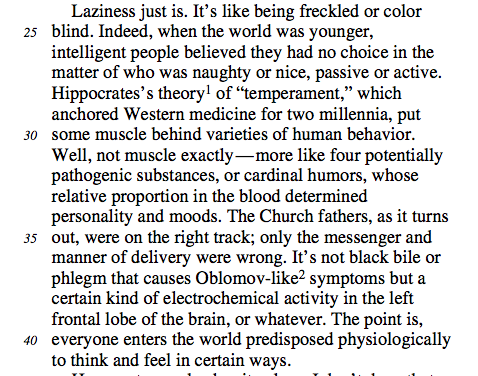 Laziness just is. It's like being freckled or color
25 blind. Indeed, when the world was younger,
intelligent people believed they had no choice in the
matter of who was naughty or nice, passive or active.
Hippocrates's theory¹ of “temperament,” which
anchored Western medicine for two millennia, put
30 some muscle behind varieties of human behavior.
Well, not muscle exactly—more like four potentially
pathogenic substances, or cardinal humors, whose
relative proportion in the blood determined
personality and moods. The Church fathers, as it turns
35 out, were on the right track; only the messenger and
manner of delivery were wrong. It's not black bile or
phlegm that causes Oblomov-like² symptoms but a
certain kind of electrochemical activity in the left
frontal lobe of the brain, or whatever. The point is,
40 everyone enters the world predisposed physiologically
to think and feel in certain ways.